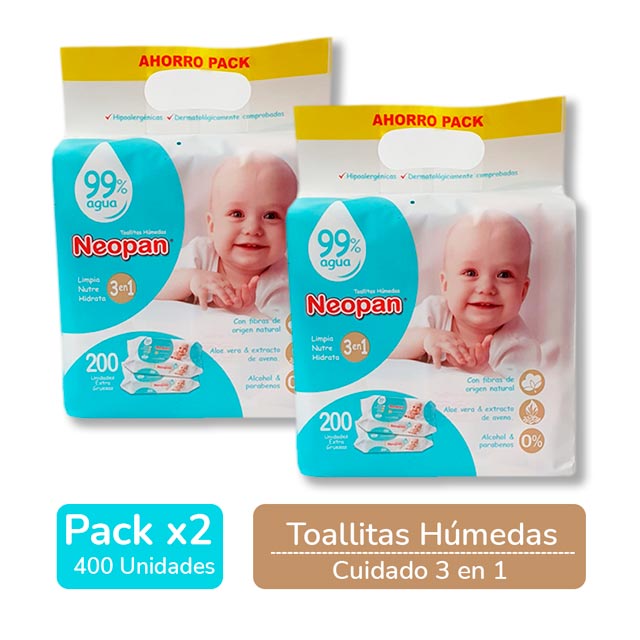 AHORRO PACK
✓ Hipoalergénicas ✓ Dermatológicamente comprobadas
99%
agua
Toallitas Húmedas
Neopan®
Limpia
Nutre
Hidrata
3 en 1
Con fibras de
origen natural
Aloe vera & extracto
de avena.
Alcohol &
parabenos
200
Unidades
Extra
Gruesas
AHORRO PACK
✓ Hipoalergénicas ✓ Dermatológicamente comprobadas
99%
agua
Toallitas Húmedas
Neopan®
Limpia
Nutre
Hidrata
3 en 1
Con fibras de
origen natural
Aloe vera & extracto
de avena.
Alcohol &
parabenos
0%
200
Unidades
Extra
Gruesas
Pack x2
400 Unidades
Toallitas Húmedas
Cuidado 3 en 1